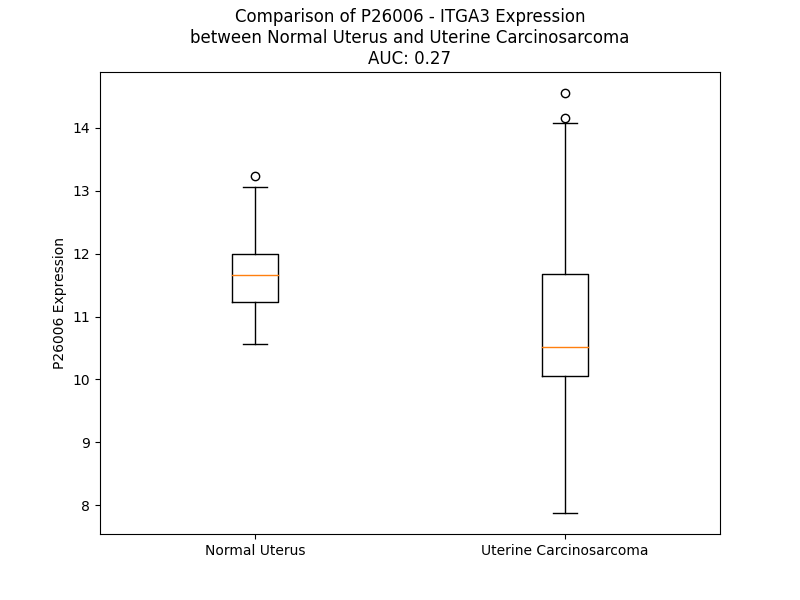 Comparison of P26006 - ITGA3 Expression
between Normal Uterus and Uterine Carcinosarcoma
AUC: 0.27
P26006 Expression
14
13
12
11
10
9
8
Normal Uterus
Uterine Carcinosarcoma